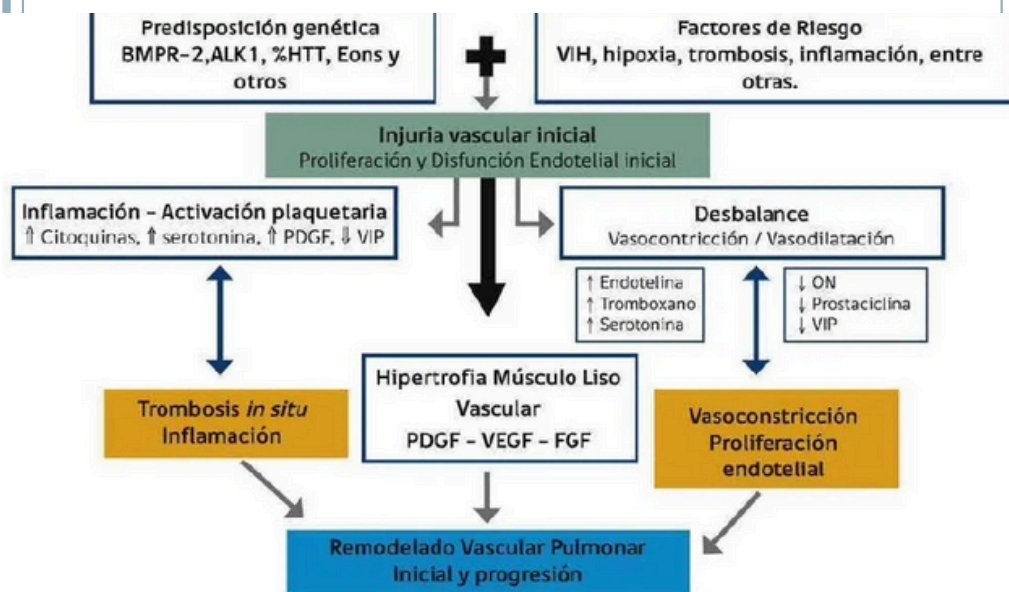 Predisposición genética
BMPR-2,ALK1, %HTT, Eons y
otros
Factores de Riesgo
VIH, hipoxia, trombosis, inflamación, entre
otras.
Injuria vascular inicial
Proliferación y Disfunción Endotelial inicial
Inflamación - Activación plaquetaria
⇑ Citoquinas, ↑ serotonina, ⇑ PDGF, ⇓ VIP
Desbalance
Vasocontricción / Vasodilatación
↑ Endotelina
↑ Tromboxano
↑ Serotonina
↓ ON
↓ Prostaciclina
↓ VIP
Hipertrofia Músculo Liso
Vascular
PDGF - VEGF - FGF
Trombosis in situ
Inflamación
Vasoconstricción
Proliferación
endotelial
Remodelado Vascular Pulmonar
Inicial y progresión